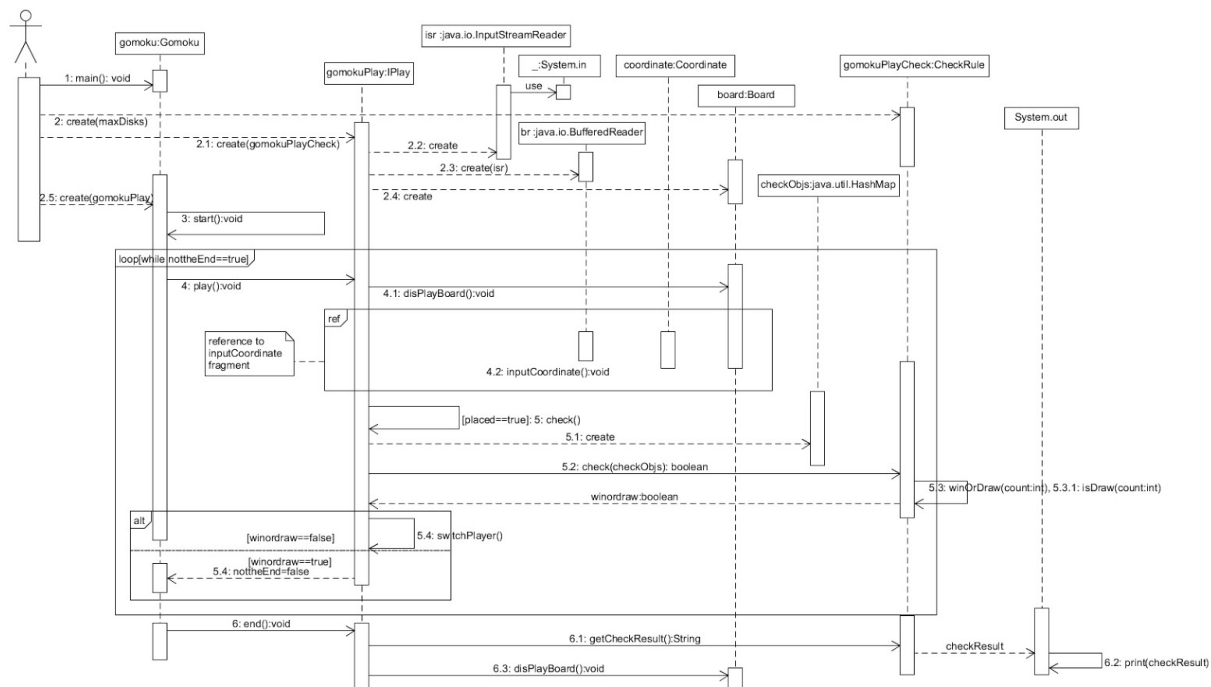 isr :java.io.InputStreamReader
gomoku:Gomoku
gomokuPlay:IPlay
_:System.in
coordinate:Coordinate
gomokuPlayCheck:CheckRule
1: main(): void
use
board:Board
2: create(maxDisks)
br :java.io.BufferedReader
System.out
2.1: create(gomokuPlayCheck)
2.2: create
2.3: create(isr)
checkObjs:java.util.HashMap
2.4: create
2.5: create(gomokuPlay)
3: start():void
loop[while nottheEnd==true]
4: play():void
4.1: disPlayBoard():void
ref
reference to
inputCoordinate
fragment
4.2: inputCoordinate():void
[placed==true]: 5: check()
5.1: create
5.2: check(checkObjs): boolean
5.3: winOrDraw(count:int), 5.3.1: isDraw(count:int)
winordraw:boolean
alt
[winordraw==false]
5.4: switchPlayer()
[winordraw==true]
5.4: nottheEnd=false
6: end():void
6.1: getCheckResult():String
checkResult
6.2: print(checkResult)
6.3: disPlayBoard():void